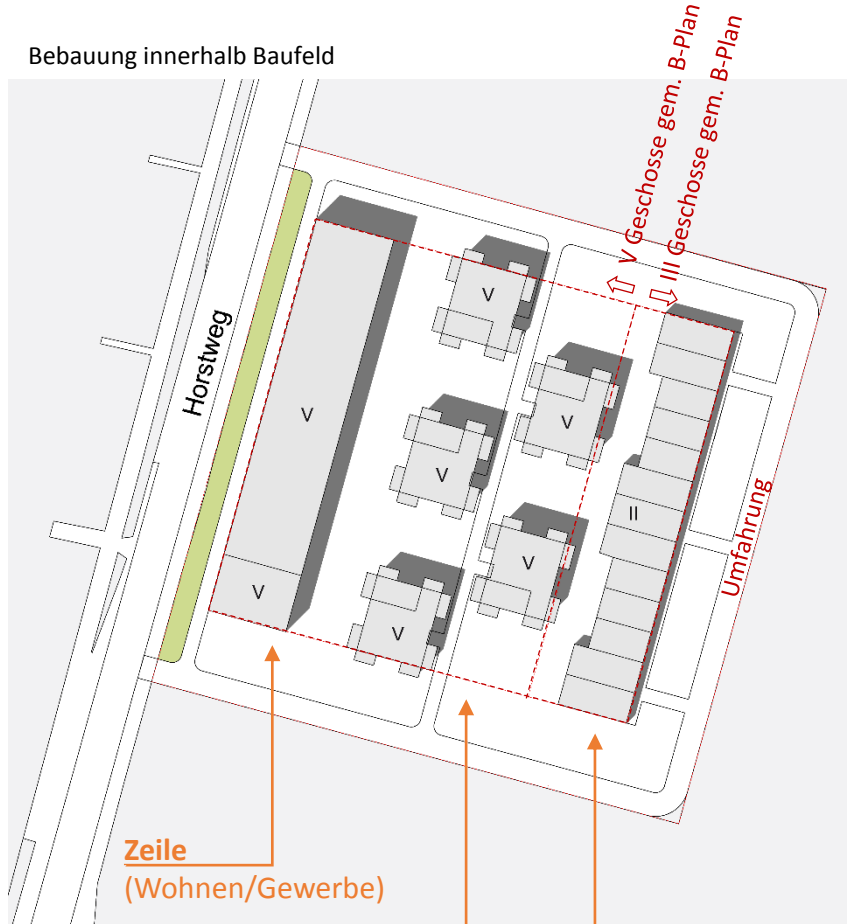 Bebauung innerhalb Baufeld
V Geschosse gem. B-Plan
III Geschosse gem. B-Plan
Horstweg
V
V
V
V
V
V
V
II
Umfahrung
Zeile
(Wohnen/Gewerbe)